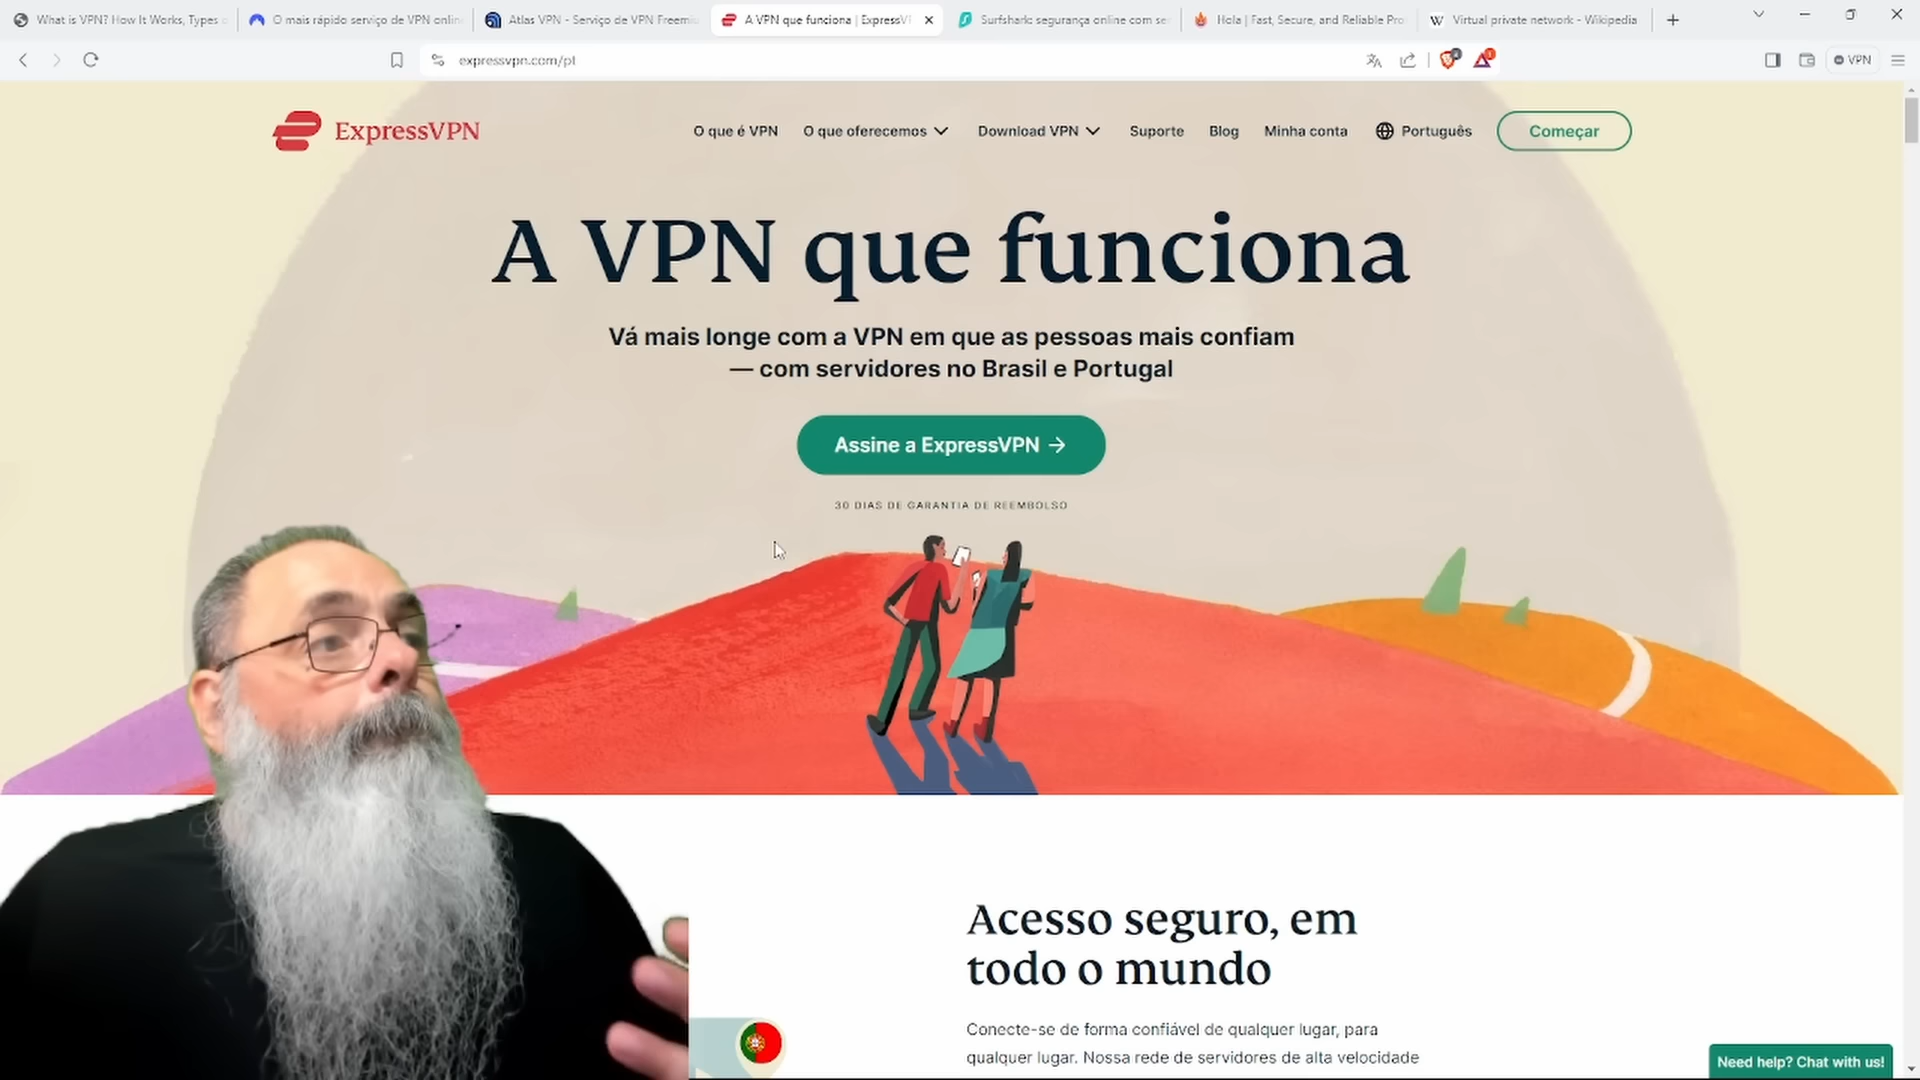 What is VPN? How It Works, Types
O mais rápido serviço de VPN onlin
Atlas VPN - Serviço de VPN Freemiu
A VPN que funciona | ExpressVP
Surfshark: segurança online com se
Hola | Fast, Secure, and Reliable Pro
Virtual private network - Wikipedia
expressvpn.com/pt
VPN
ExpressVPN
O que é VPN
O que oferecemos
Download VPN
Suporte
Blog
Minha conta
Português
Começar
A VPN que funciona
Vá mais longe com a VPN em que as pessoas mais confiam
— com servidores no Brasil e Portugal
Assine a ExpressVPN →
30 DIAS DE GARANTIA DE REEMBOLSO
Acesso seguro, em
todo o mundo
Conecte-se de forma confiável de qualquer lugar, para
qualquer lugar. Nossa rede de servidores de alta velocidade
Need help? Chat with us!